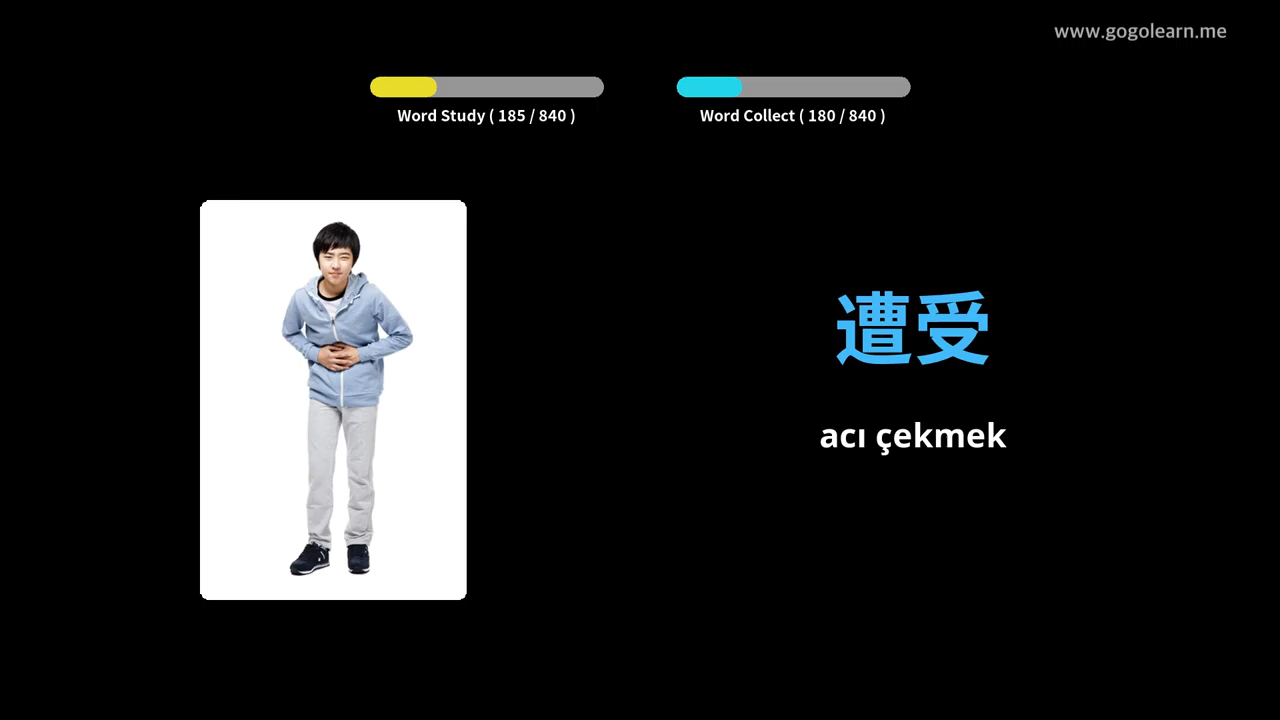 www.gogolearn.me
Word Study ( 185 / 840 )
Word Collect ( 180 / 840 )
遭受
acı çekmek